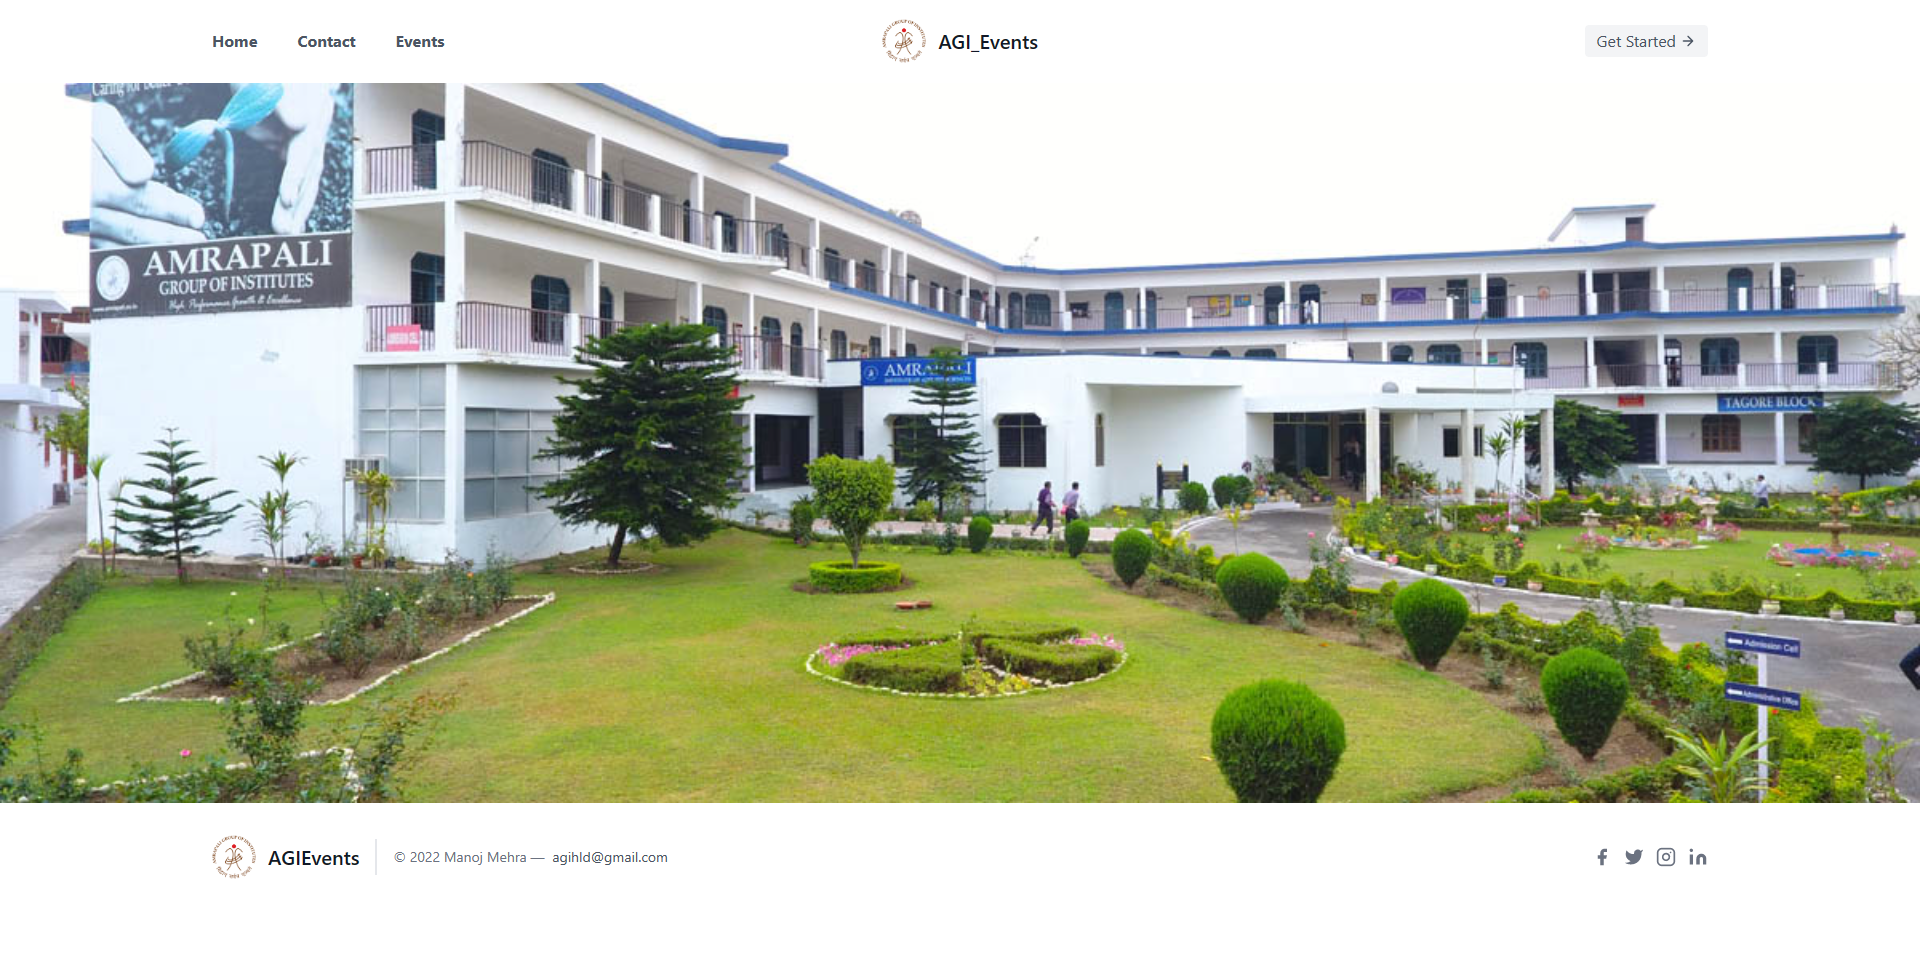 Home Contact Events
AGI_Events
Get Started →
Caring for better
AMRAPALI
GROUP OF INSTITUTES
High Performance Growth & Excellence
AMRAPALI
TAGORE BLOCK
Admission Cell
Administrative Office
AGIEvents
© 2022 Manoj Mehra — agihld@gmail.com